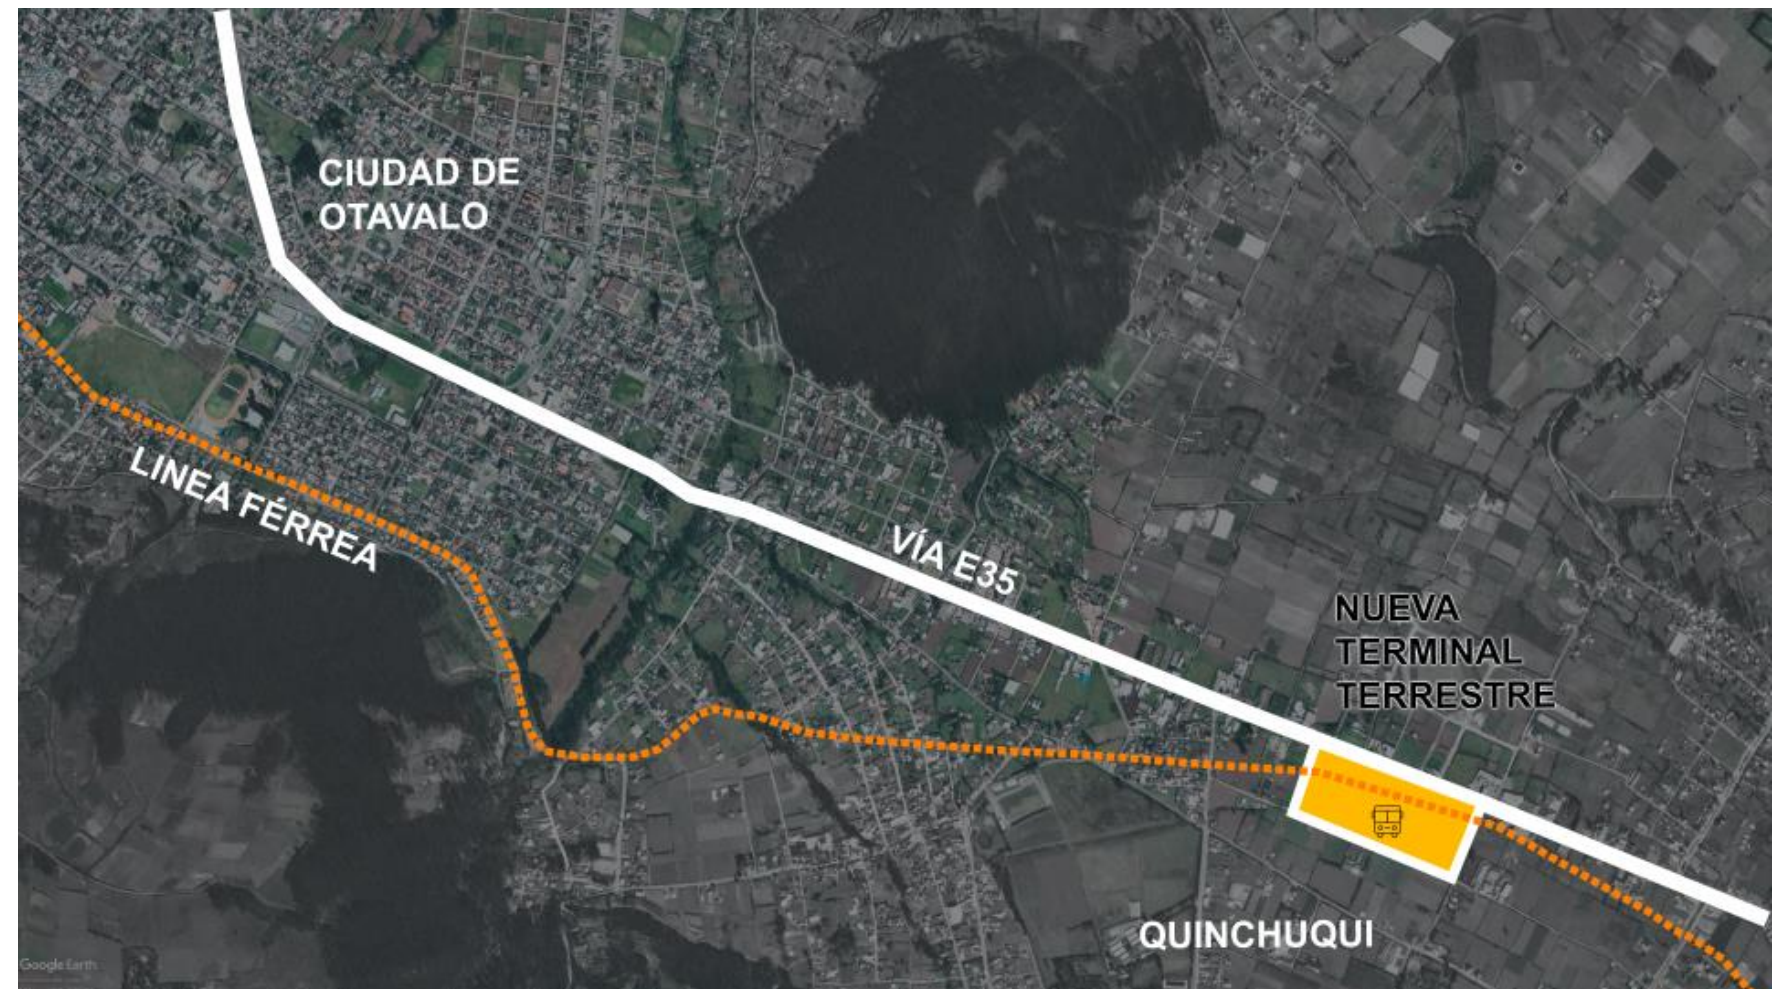 CIUDAD DE
OTAVALO
LINEA FÉRREA
VÍA E35
NUEVA
TERMINAL
TERRESTRE
QUINCHUQUI
Google Earth